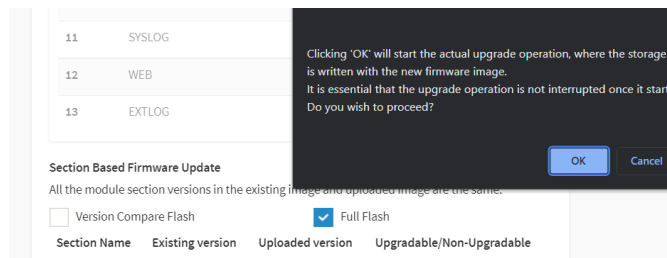 11 SYSLOG
12 WEB
13 EXTLOG
Clicking 'OK' will start the actual upgrade operation, where the storage
is written with the new firmware image.
It is essential that the upgrade operation is not interrupted once it start
Do you wish to proceed?
OK Cancel
Section Based Firmware Update
All the module section versions in the existing image and uploaded image are the same.
Version Compare Flash Full Flash
Section Name Existing version Uploaded version Upgradable/Non-Upgradable